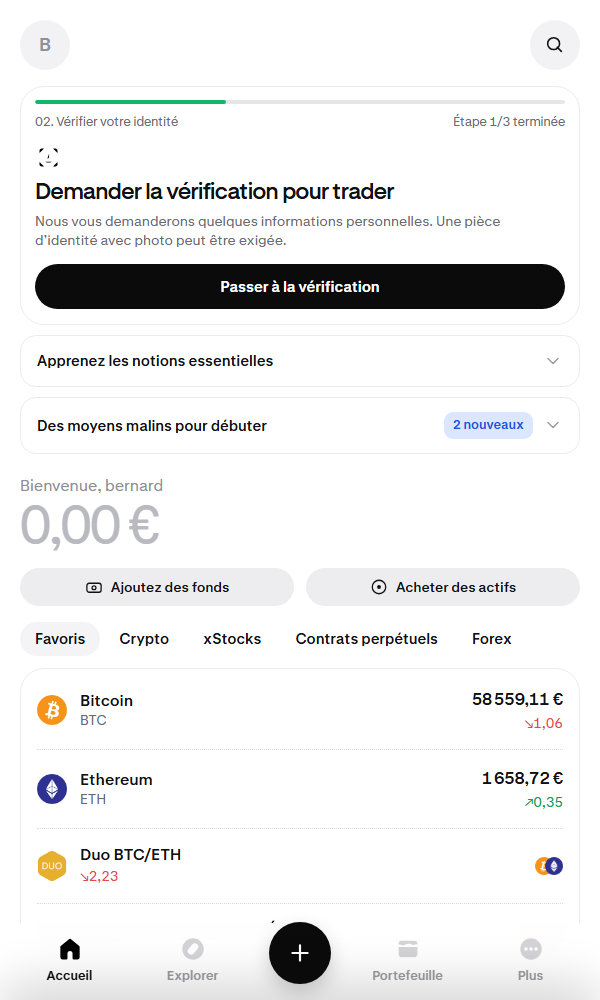 B
02. Vérifier votre identité
Étape 1/3 terminée
Demander la vérification pour trader
Nous vous demanderons quelques informations personnelles. Une pièce
d'identité avec photo peut être exigée.
Passer à la vérification
Apprenez les notions essentielles
Des moyens malins pour débuter
2 nouveaux
Bienvenue, bernard
0,00 €
Ajoutez des fonds
Acheter des actifs
Favoris
Crypto
xStocks
Contrats perpétuels
Forex
Bitcoin
58 559,11 €
BTC
↘1,06
Ethereum
1 658,72 €
ETH
↗0,35
DUO
Duo BTC/ETH
↘2,23
Accueil
Explorer
Portefeuille
Plus